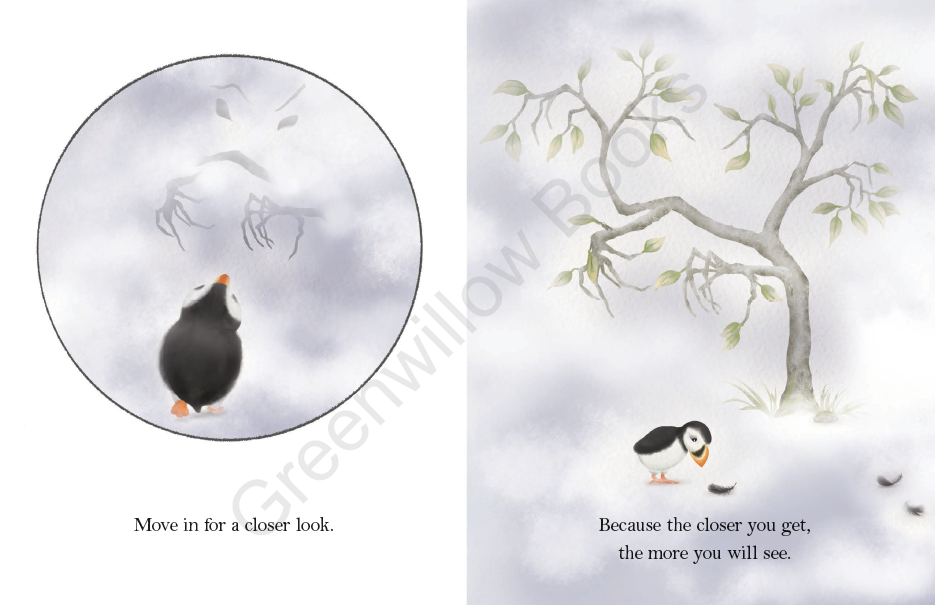 Move in for a closer look.
Because the closer you get,
the more you will see.
Greenwillow Books